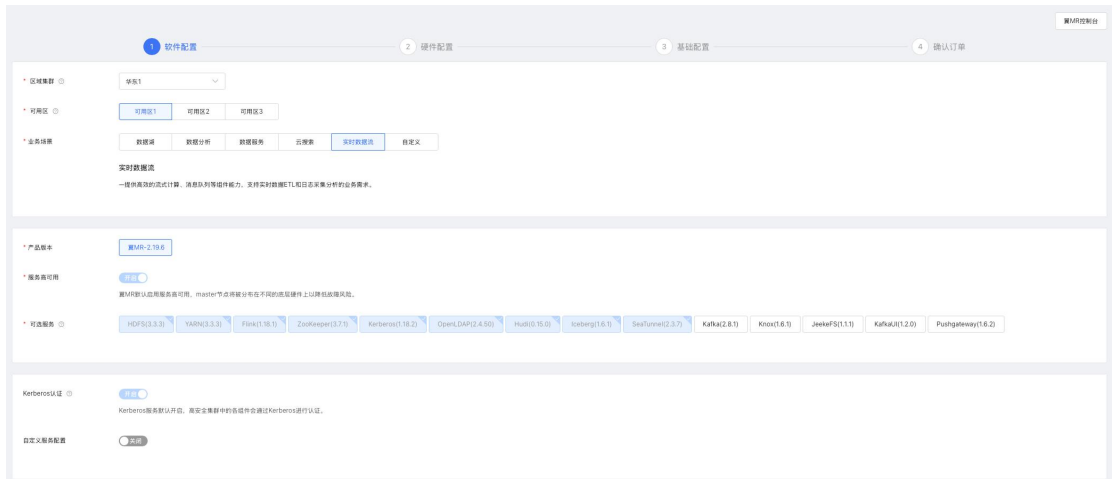 翼MR控制台
1 软件配置 2 硬件配置 3 基础配置 4 确认订单
* 区域集群 华东1
* 可用区 可用区1 可用区2 可用区3
* 业务场景 数据湖 数据分析 数据服务 云搜索 实时数据流 自定义
实时数据流
—提供高效的流式计算、消息队列等组件能力，支持实时数据ETL和日志采集分析的业务需求。
* 产品版本 翼MR-2.19.6
* 服务高可用 开启
翼MR默认启用服务高可用，master节点将被分布在不同的底层硬件上以降低故障风险。
* 可选服务 HDFS(3.3.3) YARN(3.3.3) Flink(1.18.1) ZooKeeper(3.7.1) Kerberos(1.18.2) OpenLDAP(2.4.50) Hudi(0.15.0) Iceberg(1.6.1) SeaTunnel(2.3.7) Kafka(2.8.1) Knox(1.6.1) JeekeFS(1.1.1) KafkaUI(1.2.0) Pushgateway(1.6.2)
Kerberos认证 开启
Kerberos服务默认开启，高安全集群中的各组件会通过Kerberos进行认证。
自定义服务配置 关闭